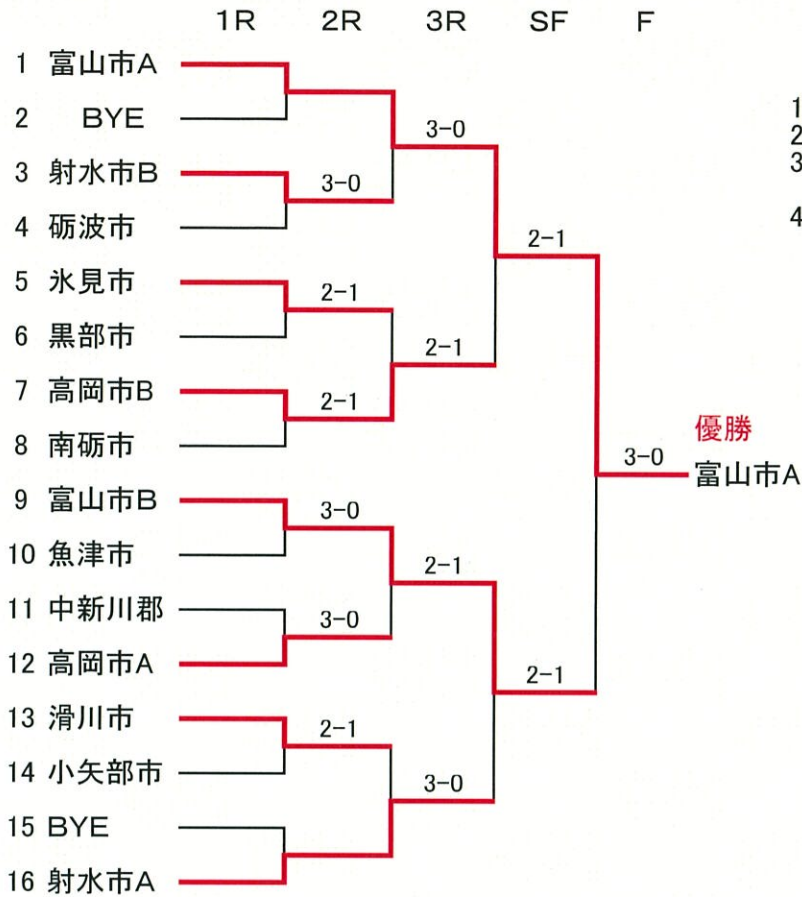 1R 2R 3R SF F
1 富山市A
2 BYE
3 射水市B
4 砺波市
5 氷見市
6 黒部市
7 高岡市B
8 南砺市
9 富山市B
10 魚津市
11 中新川郡
12 高岡市A
13 滑川市
14 小矢部市
15 BYE
16 射水市A
3-0
2-1
2-1
3-0
3-0
2-1
3-0
2-1
2-1
3-0
2-1
2-1
3-0
優勝
富山市A
1
2
3
4